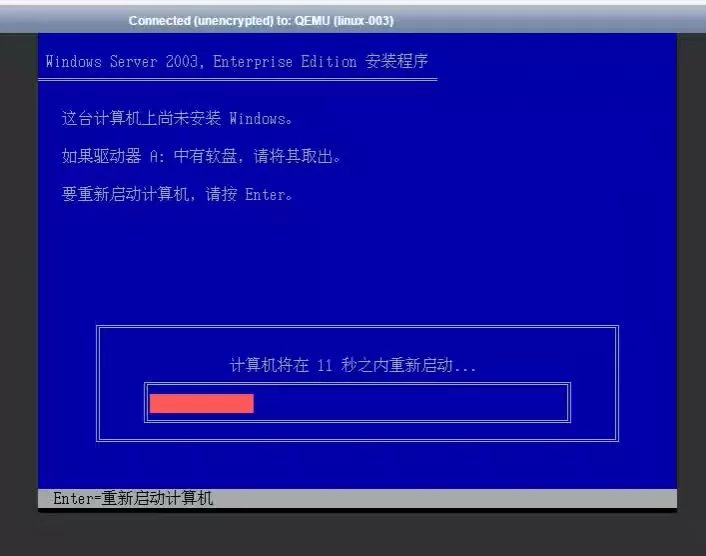 Connected (unencrypted) to: QEMU (linux-003)
Windows Server 2003, Enterprise Edition 安装程序
这台计算机上尚未安装 Windows。
如果驱动器 A: 中有软盘，请将其取出。
要重新启动计算机，请按 Enter。
计算机将在 11 秒之内重新启动...
Enter=重新启动计算机